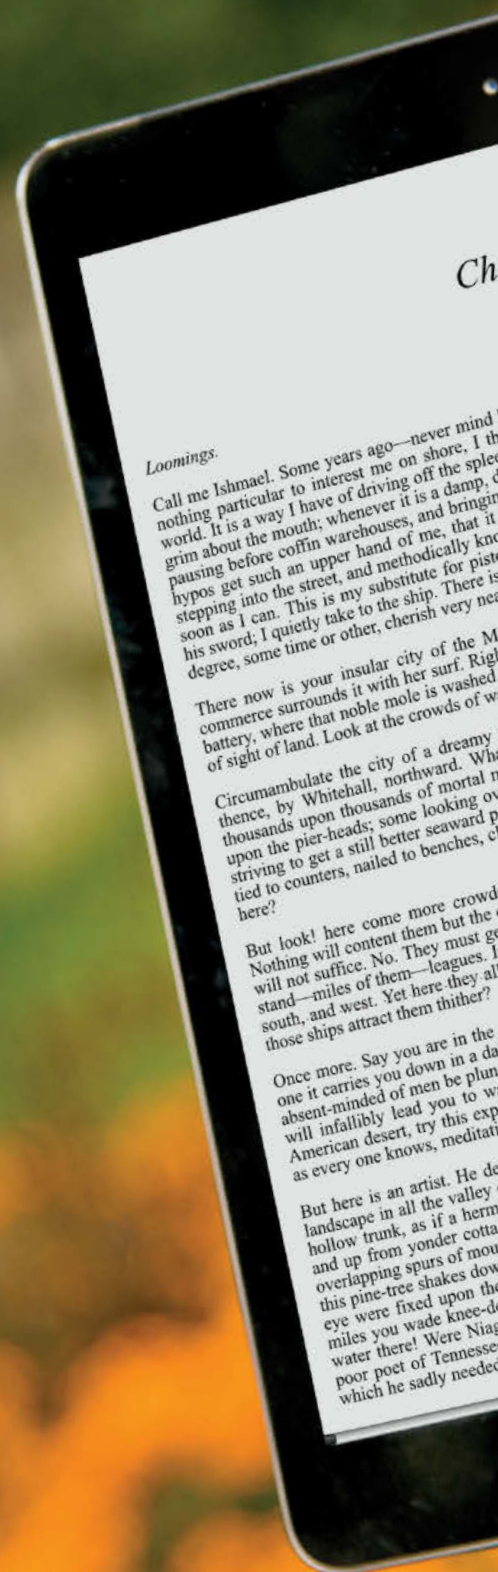 Ch
Loomings.
Call me Ishmael. Some years ago—never mind
nothing particular to interest me on shore, I th
world. It is a way I have of driving off the splee
grim about the mouth; whenever it is a damp, d
pausing before coffin warehouses, and bringin
hypos get such an upper hand of me, that it
stepping into the street, and methodically kno
soon as I can. This is my substitute for pisto
his sword; I quietly take to the ship. There is
degree, some time or other, cherish very nea
There now is your insular city of the M
commerce surrounds it with her surf. Righ
battery, where that noble mole is washed
of sight of land. Look at the crowds of w
Circumambulate the city of a dreamy
thence, by Whitehall, northward. Wha
thousands upon thousands of mortal m
upon the pier-heads; some looking ov
striving to get a still better seaward p
tied to counters, nailed to benches, cl
here?
But look! here come more crowd
Nothing will content them but the
will not suffice. No. They must ge
stand—miles of them—leagues. I
south, and west. Yet here they all
those ships attract them thither?
Once more. Say you are in the
one it carries you down in a da
absent-minded of men be plun
will infallibly lead you to wa
American desert, try this exp
as every one knows, meditati
But here is an artist. He de
landscape in all the valley
hollow trunk, as if a herm
and up from yonder cotta
overlapping spurs of mou
this pine-tree shakes dow
eye were fixed upon the
miles you wade knee-de
water there! Were Niag
poor poet of Tennesse
which he sadly needed